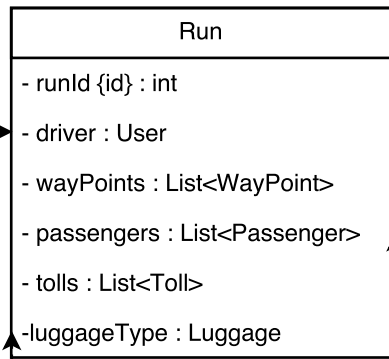 Run
- runId {id} : int
- driver : User
- wayPoints : List<WayPoint>
- passengers : List<Passenger>
- tolls : List<Toll>
-luggageType : Luggage